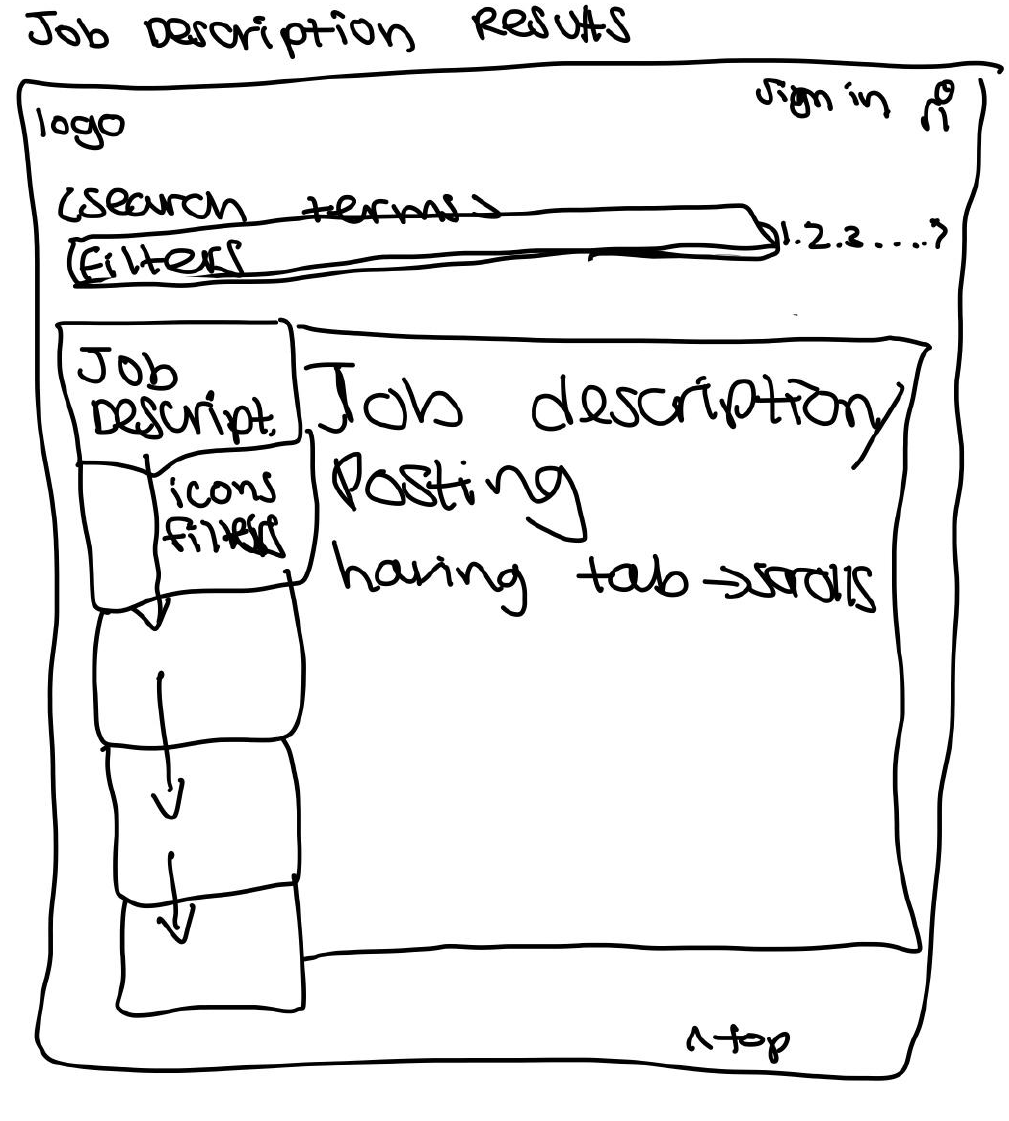 Job Description Results
sign in
logo
<search terms>
Filters
1.2.3....>
Job
Descript.
icons
filters
Job description/
Posting
having tab → scrolls
^ top